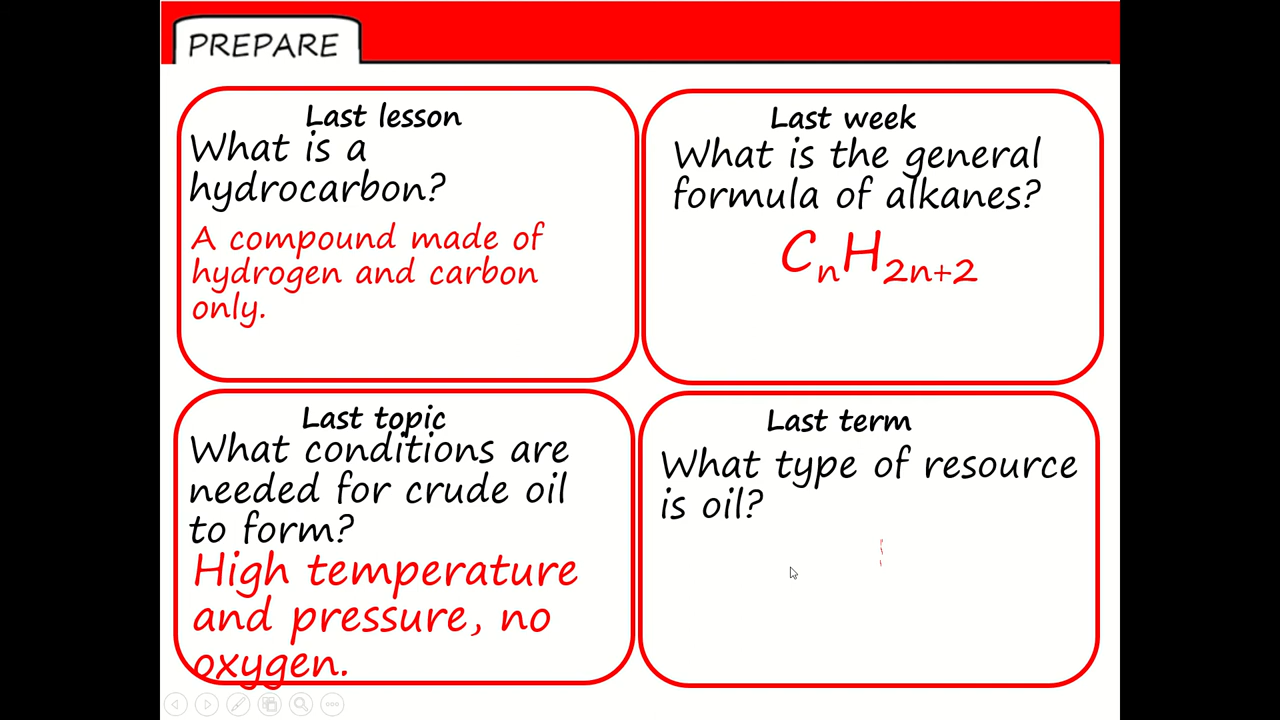 PREPARE
Last lesson
What is a
hydrocarbon?
A compound made of
hydrogen and carbon
only.
Last week
What is the general
formula of alkanes?
CₙH₂ₙ₊₂
Last topic
What conditions are
needed for crude oil
to form?
High temperature
and pressure, no
oxygen.
Last term
What type of resource
is oil?